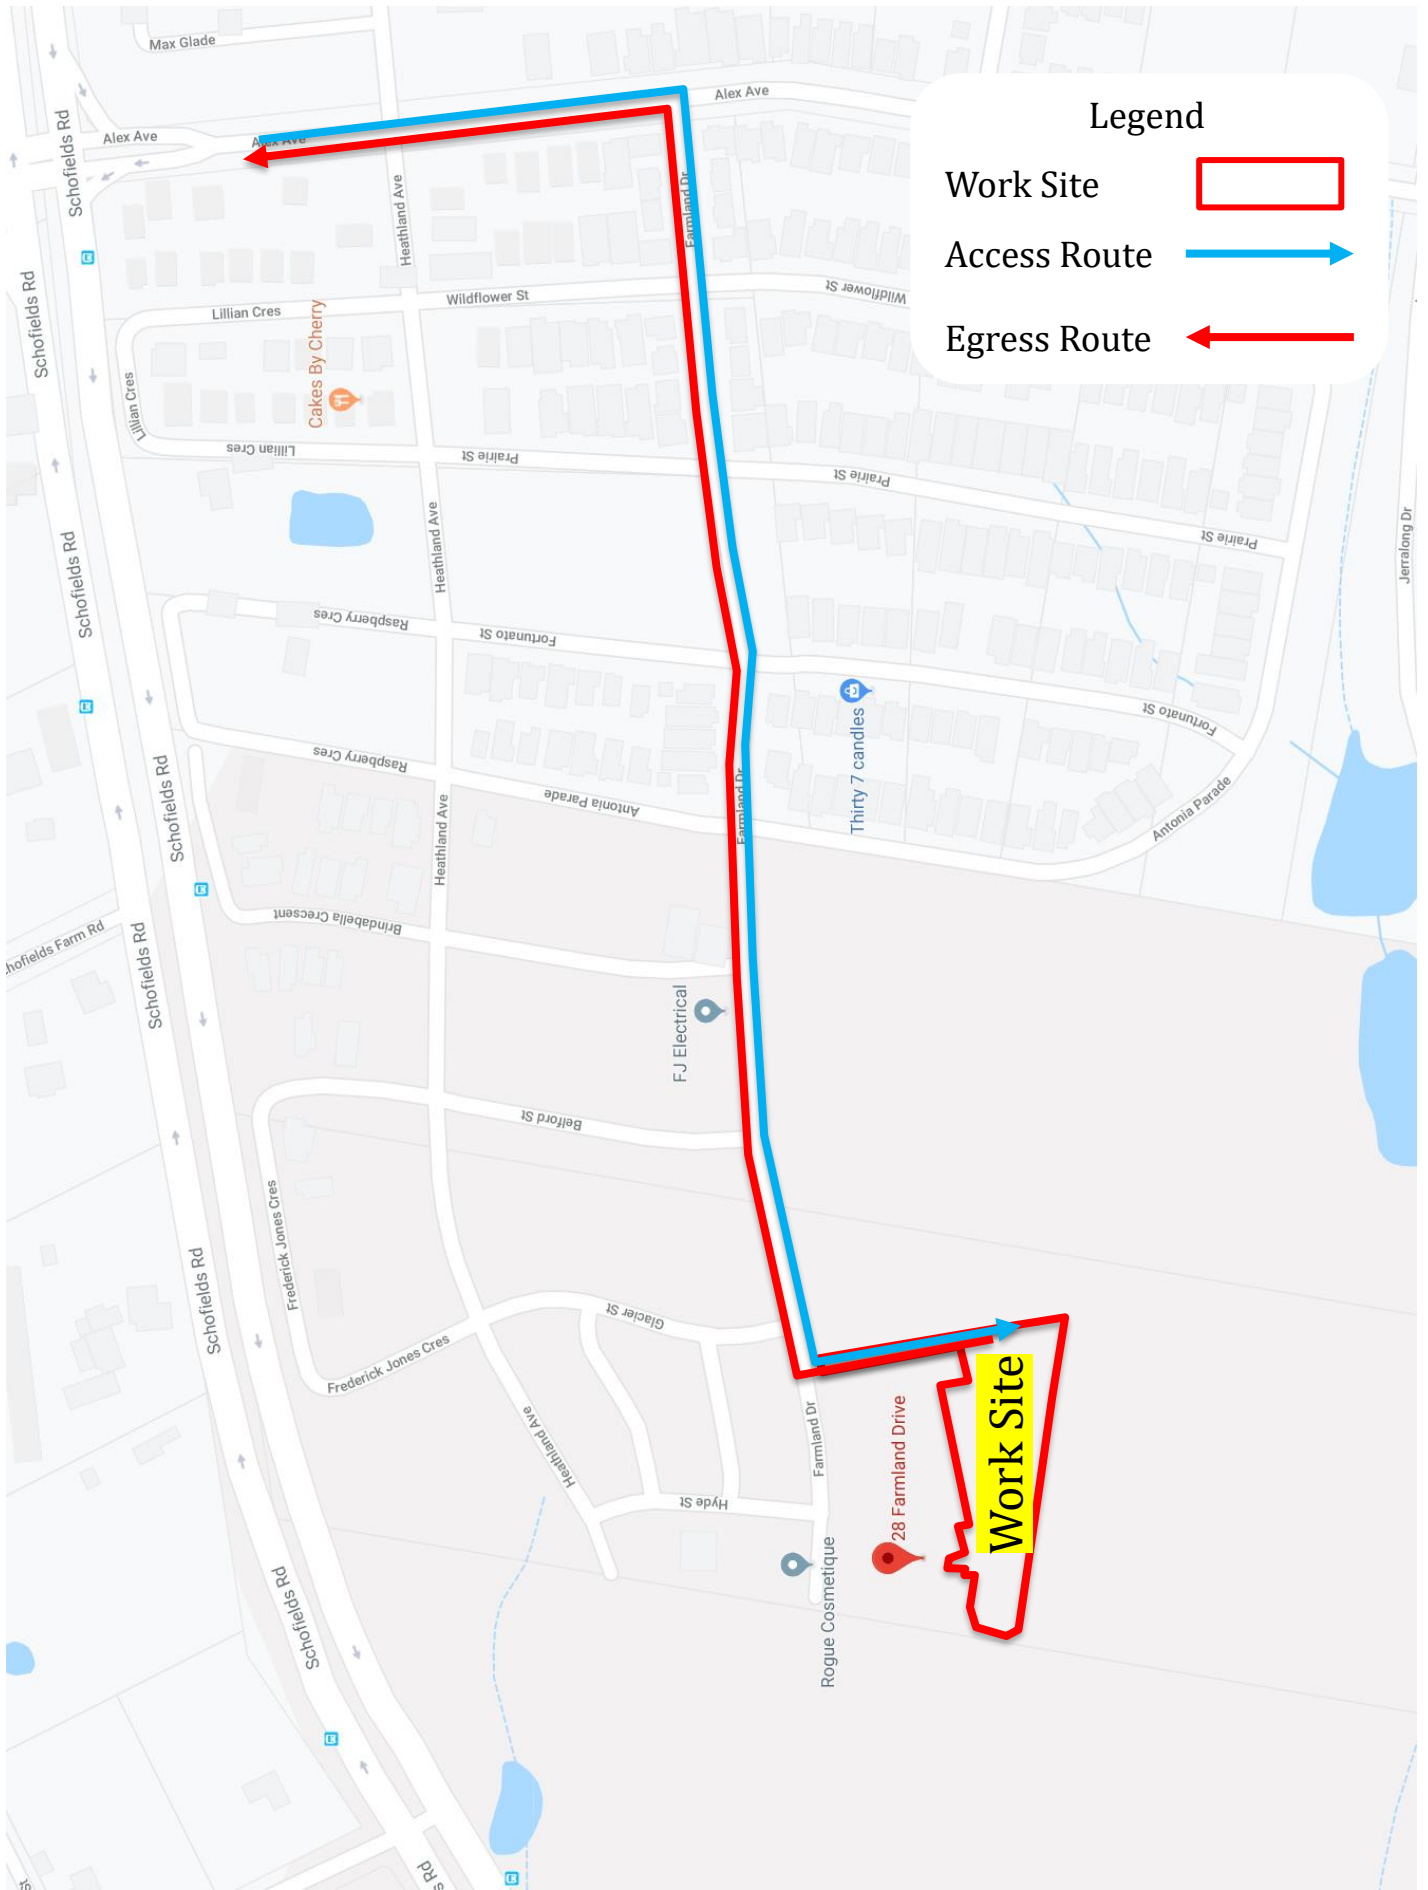 Max Glade
Alex Ave
Alex Ave
Alex Ave
Legend
Work Site
Access Route
Egress Route
Schofields Rd
Heathland Ave
Farmland Dr
Wildflower St
Wildflower St
Lillian Cres
Schofields Rd
Cakes By Cherry
Lillian Cres
Lillian Cres
Prairie St
Prairie St
Prairie St
Heathland Ave
Jerralong Dr
Schofields Rd
Raspberry Cres
Fortunato St
Fortunato St
Thirty 7 candles
Raspberry Cres
Antonia Parade
Antonia Parade
Schofields Rd
Farmland Dr
Heathland Ave
Brindabella Crecsent
hofields Farm Rd
Schofields Rd
FJ Electrical
Belford St
Frederick Jones Cres
Schofields Rd
Glacier St
Frederick Jones Cres
Work Site
Heathland Ave
Farmland Dr
28 Farmland Drive
Hyde St
Rogue Cosmetique
Schofields Rd
s Rd
st